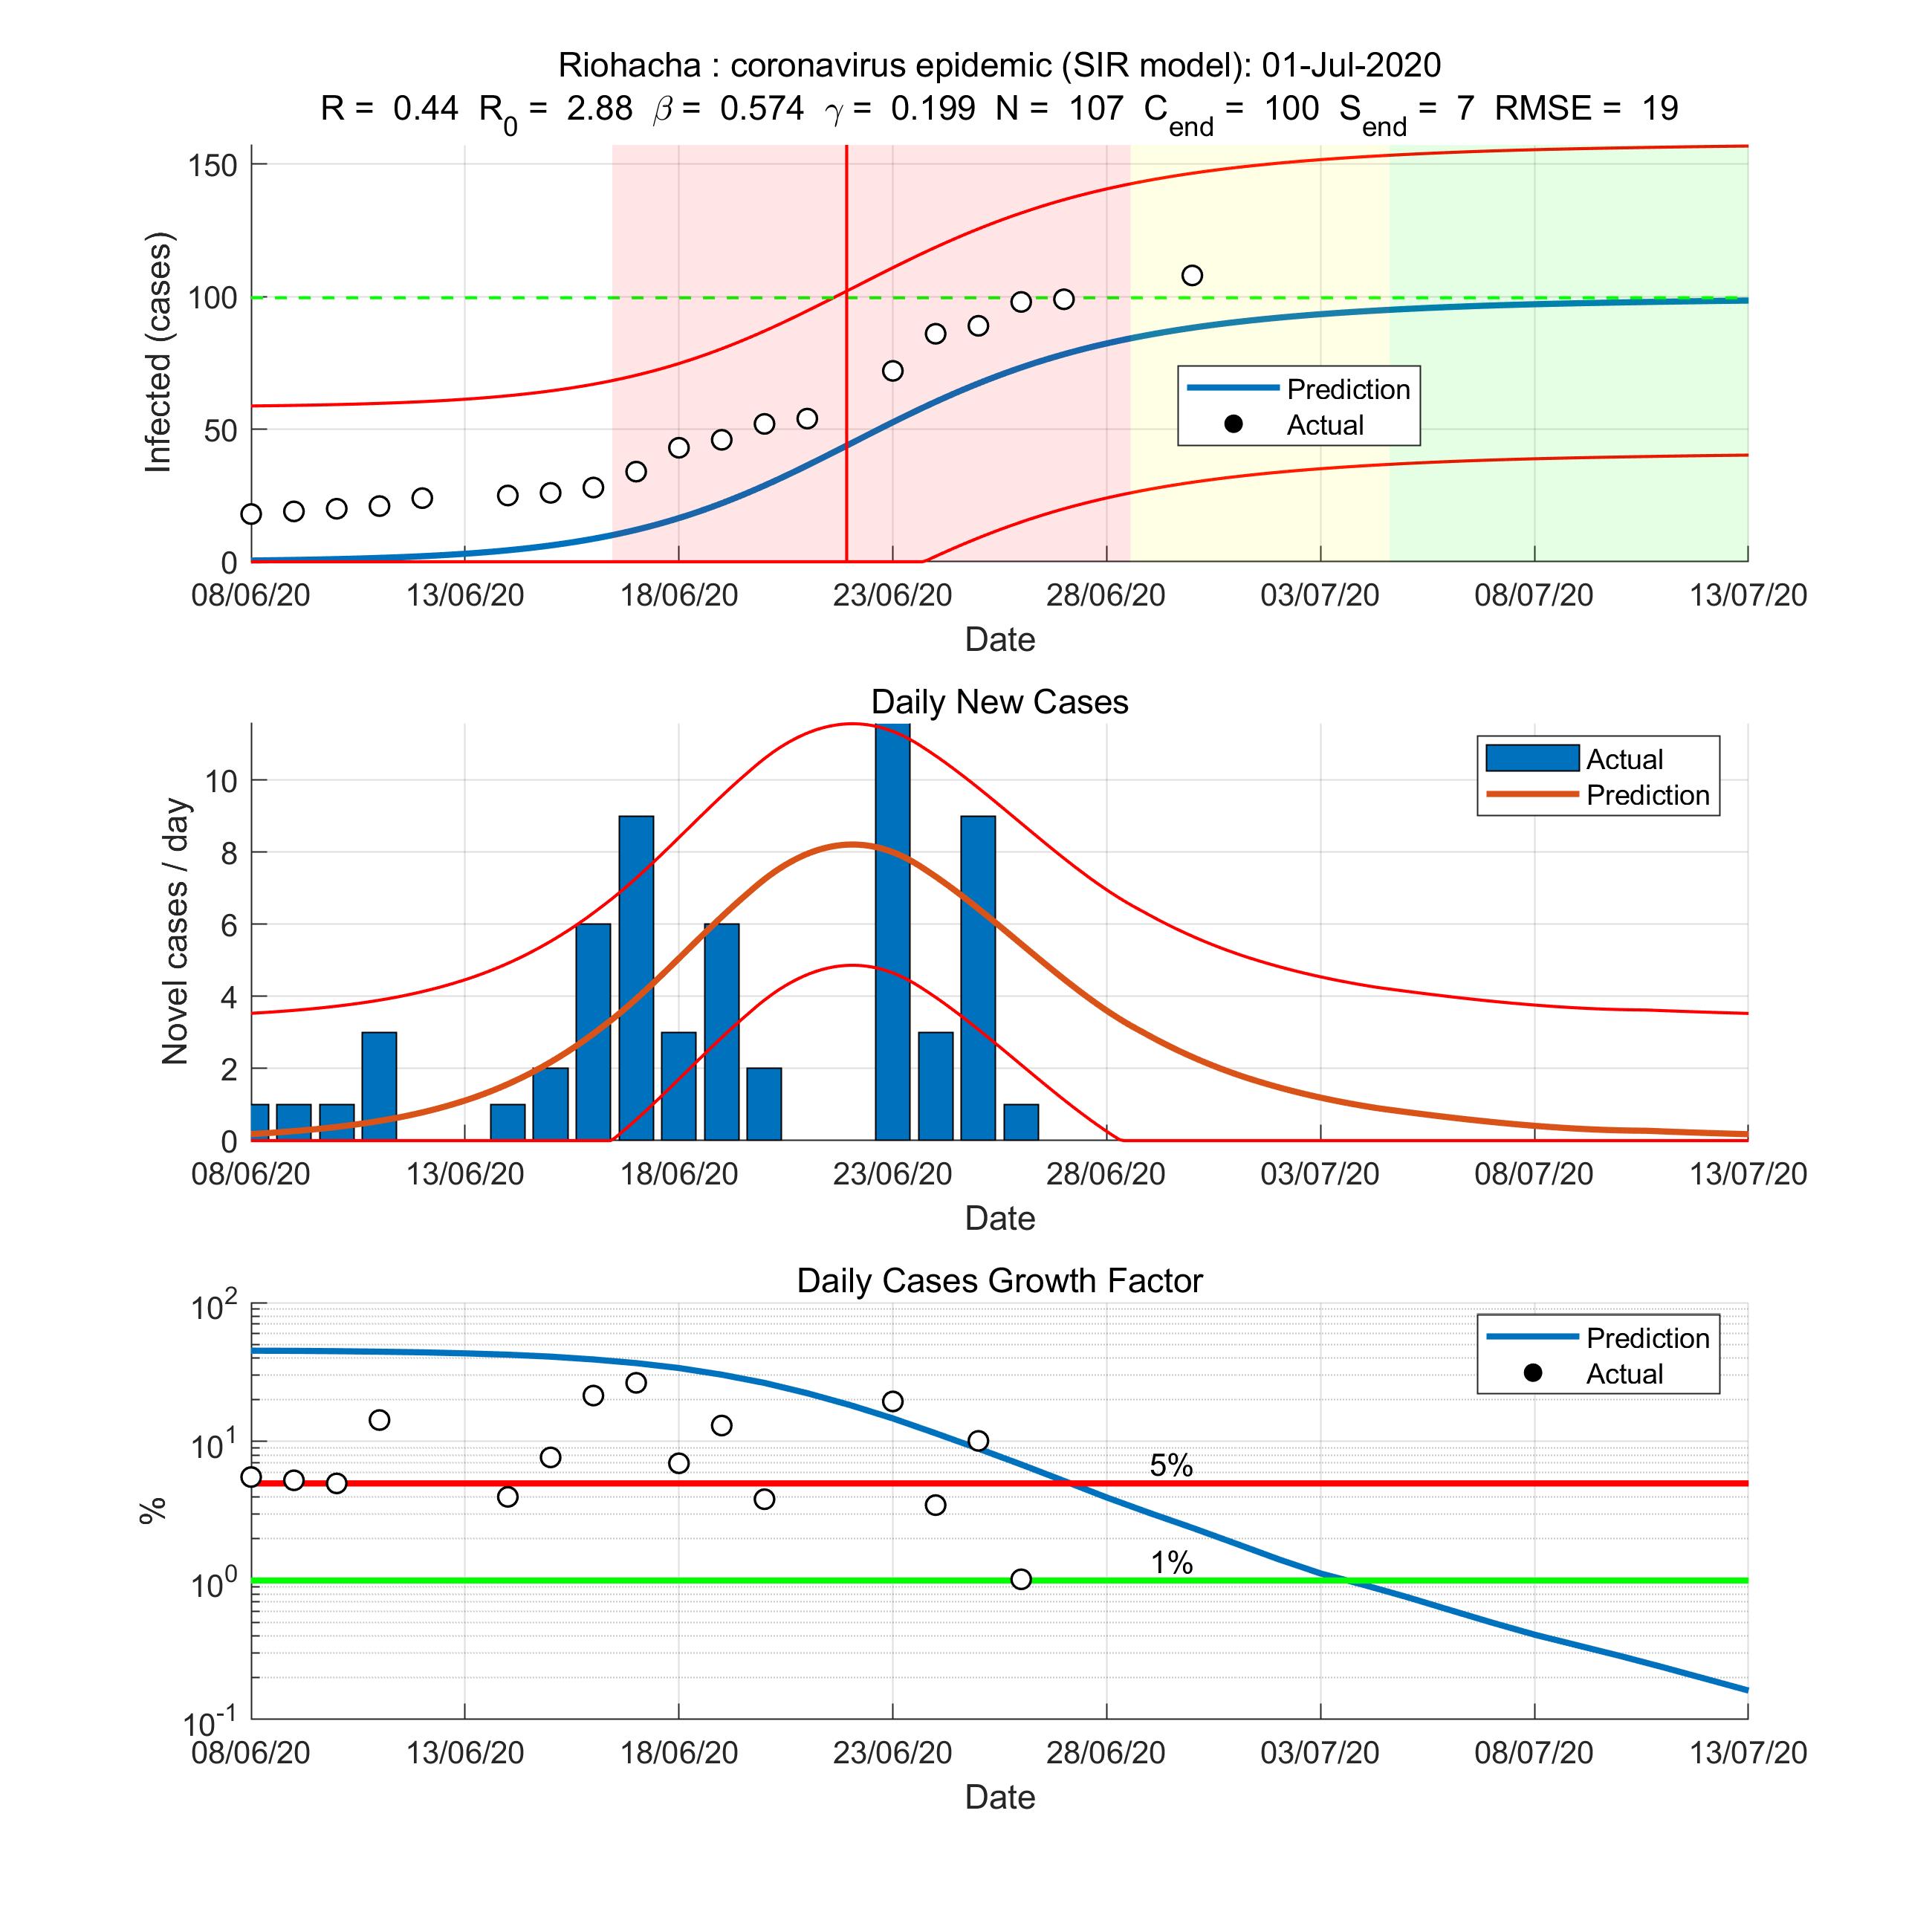 Riohacha : coronavirus epidemic (SIR model): 01-Jul-2020
R = 0.44 R0 = 2.88 β = 0.574 γ = 0.199 N = 107 Cend = 100 Send = 7 RMSE = 19
150
100
50
0
Infected (cases)
Prediction
Actual
08/06/20 13/06/20 18/06/20 23/06/20 28/06/20 03/07/20 08/07/20 13/07/20
Date
Daily New Cases
10
8
6
4
2
0
Novel cases / day
Actual
Prediction
08/06/20 13/06/20 18/06/20 23/06/20 28/06/20 03/07/20 08/07/20 13/07/20
Date
Daily Cases Growth Factor
10^2
10^1
10^0
10^-1
%
Prediction
Actual
5%
1%
08/06/20 13/06/20 18/06/20 23/06/20 28/06/20 03/07/20 08/07/20 13/07/20
Date